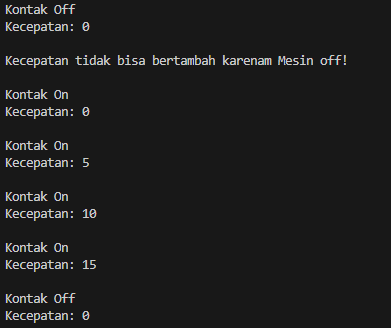 Kontak Off
Kecepatan: 0
Kecepatan tidak bisa bertambah karenam Mesin off!
Kontak On
Kecepatan: 0
Kontak On
Kecepatan: 5
Kontak On
Kecepatan: 10
Kontak On
Kecepatan: 15
Kontak Off
Kecepatan: 0